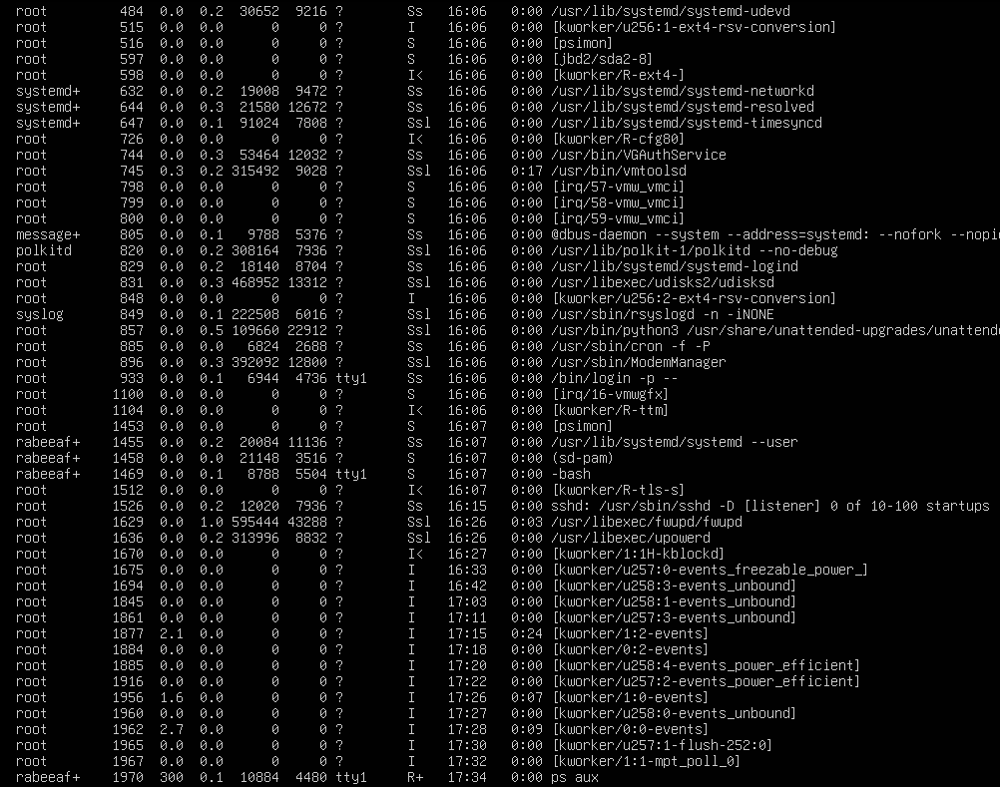 root 484 0.0 0.2 30652 9216 ? Ss 16:06 0:00 /usr/lib/systemd/systemd-udevd
root 515 0.0 0.0 0 0 ? I 16:06 0:00 [kworker/u256:1-ext4-rsv-conversion]
root 516 0.0 0.0 0 0 ? S 16:06 0:00 [psimon]
root 597 0.0 0.0 0 0 ? S 16:06 0:00 [jbd2/sda2-8]
root 598 0.0 0.0 0 0 ? I< 16:06 0:00 [kworker/R-ext4-]
systemd+ 632 0.0 0.2 19008 9472 ? Ss 16:06 0:00 /usr/lib/systemd/systemd-networkd
systemd+ 644 0.0 0.3 21580 12672 ? Ss 16:06 0:00 /usr/lib/systemd/systemd-resolved
systemd+ 647 0.0 0.1 91024 7808 ? Ssl 16:06 0:00 /usr/lib/systemd/systemd-timesyncd
root 726 0.0 0.0 0 0 ? I< 16:06 0:00 [kworker/R-cfg80]
root 744 0.0 0.3 53464 12032 ? Ss 16:06 0:00 /usr/bin/VGAuthService
root 745 0.3 0.2 315492 9028 ? Ssl 16:06 0:17 /usr/bin/vmtoolsd
root 798 0.0 0.0 0 0 ? S 16:06 0:00 [irq/57-vmw_vmci]
root 799 0.0 0.0 0 0 ? S 16:06 0:00 [irq/58-vmw_vmci]
root 800 0.0 0.0 0 0 ? S 16:06 0:00 [irq/59-vmw_vmci]
message+ 805 0.0 0.1 9788 5376 ? Ss 16:06 0:00 @dbus-daemon --system --address=systemd: --nofork --nopi
polkitd 820 0.0 0.2 308164 7936 ? Ssl 16:06 0:00 /usr/lib/polkit-1/polkitd --no-debug
root 829 0.0 0.2 18140 8704 ? Ss 16:06 0:00 /usr/lib/systemd/systemd-logind
root 831 0.0 0.3 468952 13312 ? Ssl 16:06 0:00 /usr/libexec/udisks2/udisksd
root 848 0.0 0.0 0 0 ? I 16:06 0:00 [kworker/u256:2-ext4-rsv-conversion]
syslog 849 0.0 0.1 222508 6016 ? Ssl 16:06 0:00 /usr/sbin/rsyslogd -n -iNONE
root 857 0.0 0.5 109660 22912 ? Ssl 16:06 0:00 /usr/bin/python3 /usr/share/unattended-upgrades/unattende
root 885 0.0 0.0 6824 2688 ? Ss 16:06 0:00 /usr/sbin/cron -f -P
root 896 0.0 0.3 392092 12800 ? Ssl 16:06 0:00 /usr/sbin/ModemManager
root 933 0.0 0.1 6944 4736 tty1 Ss 16:06 0:00 /bin/login -p --
root 1100 0.0 0.0 0 0 ? S 16:06 0:00 [irq/16-vmwgfx]
root 1104 0.0 0.0 0 0 ? I< 16:06 0:00 [kworker/R-ttm]
root 1453 0.0 0.0 0 0 ? S 16:07 0:00 [psimon]
rabeeaf+ 1455 0.0 0.2 20084 11136 ? Ss 16:07 0:00 /usr/lib/systemd/systemd --user
rabeeaf+ 1458 0.0 0.0 21148 3516 ? S 16:07 0:00 (sd-pam)
rabeeaf+ 1469 0.0 0.1 8788 5504 tty1 S 16:07 0:00 -bash
root 1512 0.0 0.0 0 0 ? I< 16:07 0:00 [kworker/R-tls-s]
root 1526 0.0 0.2 12020 7936 ? Ss 16:15 0:00 sshd: /usr/sbin/sshd -D [listener] 0 of 10-100 startups
root 1629 0.0 1.0 595444 43288 ? Ssl 16:26 0:03 /usr/libexec/fwupd/fwupd
root 1636 0.0 0.2 313996 8832 ? Ssl 16:26 0:00 /usr/libexec/upowerd
root 1670 0.0 0.0 0 0 ? I< 16:27 0:00 [kworker/1:1H-kblockd]
root 1675 0.0 0.0 0 0 ? I 16:33 0:00 [kworker/u257:0-events_freezable_power_]
root 1694 0.0 0.0 0 0 ? I 16:42 0:00 [kworker/u258:3-events_unbound]
root 1845 0.0 0.0 0 0 ? I 17:03 0:00 [kworker/u258:1-events_unbound]
root 1861 0.0 0.0 0 0 ? I 17:11 0:00 [kworker/u257:3-events_unbound]
root 1877 2.1 0.0 0 0 ? I 17:15 0:24 [kworker/1:2-events]
root 1884 0.0 0.0 0 0 ? I 17:18 0:00 [kworker/0:2-events]
root 1885 0.0 0.0 0 0 ? I 17:20 0:00 [kworker/u258:4-events_power_efficient]
root 1916 0.0 0.0 0 0 ? I 17:22 0:00 [kworker/u257:2-events_power_efficient]
root 1956 1.6 0.0 0 0 ? I 17:26 0:07 [kworker/1:0-events]
root 1960 0.0 0.0 0 0 ? I 17:27 0:00 [kworker/u258:0-events_unbound]
root 1962 2.7 0.0 0 0 ? I 17:28 0:09 [kworker/0:0-events]
root 1965 0.0 0.0 0 0 ? I 17:30 0:00 [kworker/u257:1-flush-252:0]
root 1967 0.0 0.0 0 0 ? I 17:32 0:00 [kworker/1:1-mpt_poll_0]
rabeeaf+ 1970 300 0.1 10884 4480 tty1 R+ 17:34 0:00 ps aux